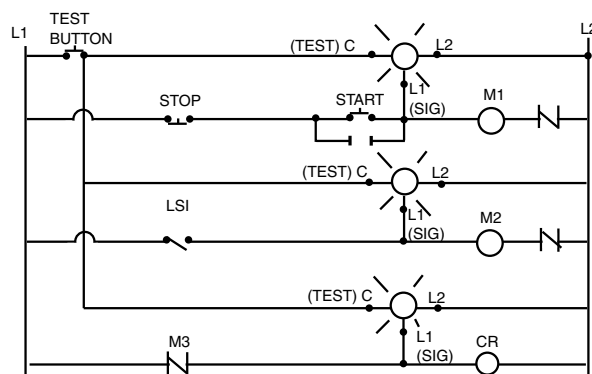 L1
TEST
BUTTON
(TEST) C
L2
L2
STOP
START
L1
(SIG)
M1
(TEST) C
L2
LSI
L1
(SIG)
M2
(TEST) C
L2
M3
L1
(SIG)
CR